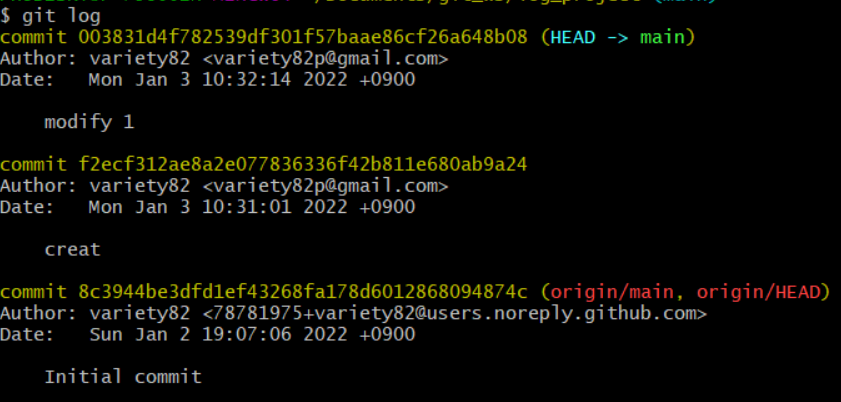 $ git log
commit 003831d4f782539df301f57baae86cf26a648b08 (HEAD -> main)
Author: variety82 <variety82p@gmail.com>
Date:   Mon Jan 3 10:32:14 2022 +0900
modify 1
commit f2ecf312ae8a2e077836336f42b811e680ab9a24
Author: variety82 <variety82p@gmail.com>
Date:   Mon Jan 3 10:31:01 2022 +0900
creat
commit 8c3944be3dfd1ef43268fa178d6012868094874c (origin/main, origin/HEAD)
Author: variety82 <78781975+variety82@users.noreply.github.com>
Date:   Sun Jan 2 19:07:06 2022 +0900
Initial commit